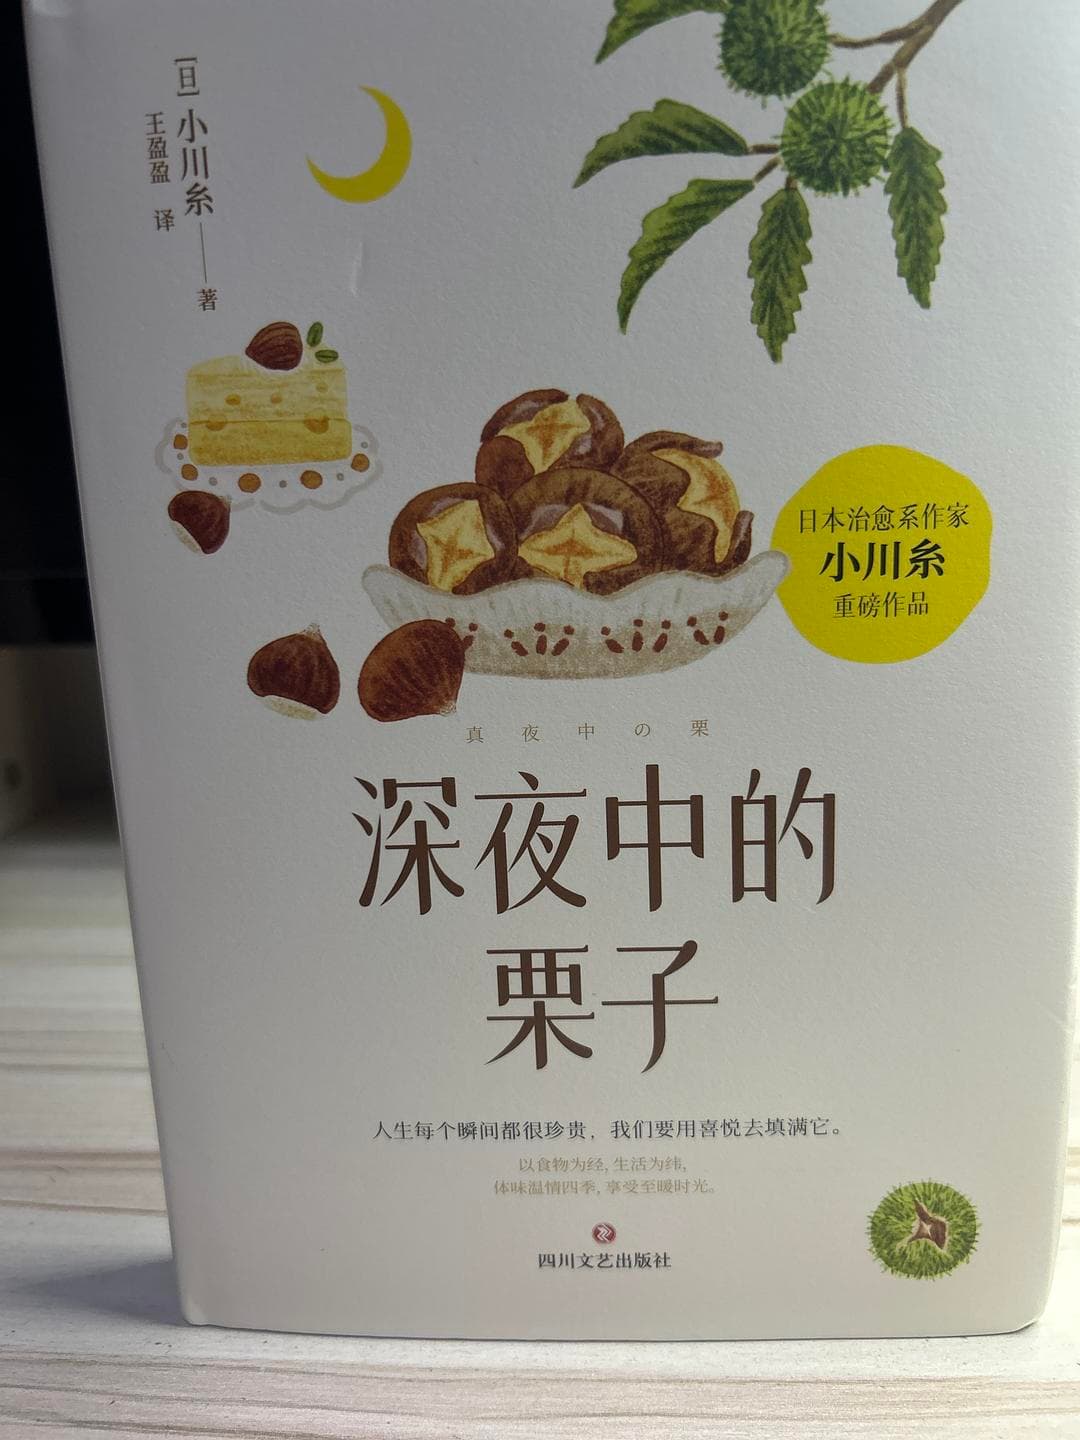 [日]小川糸——著
王盈盈 译
日本治愈系作家
小川糸
重磅作品
真夜中の栗
深夜中的
栗子
人生每个瞬间都很珍贵，我们要用喜悦去填满它。
以食物为经，生活为纬，
体味温情四季，享受至暖时光。
四川文艺出版社